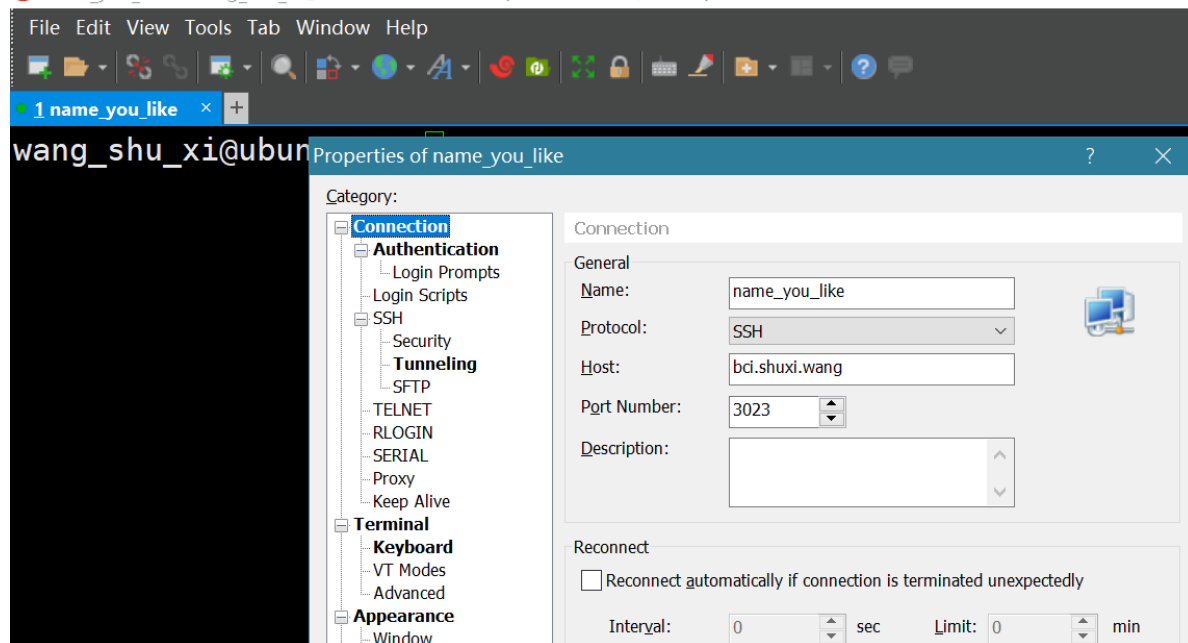 File Edit View Tools Tab Window Help
1 name_you_like × +
wang_shu_xi@ubun
Properties of name_you_like ? ×
Category:
Connection
Authentication
Login Prompts
Login Scripts
SSH
Security
Tunneling
SFTP
TELNET
RLOGIN
SERIAL
Proxy
Keep Alive
Terminal
Keyboard
VT Modes
Advanced
Appearance
Window
Connection
General
Name: name_you_like
Protocol: SSH
Host: bci.shuxi.wang
Port Number: 3023
Description:
Reconnect
Reconnect automatically if connection is terminated unexpectedly
Interval: 0 sec Limit: 0 min